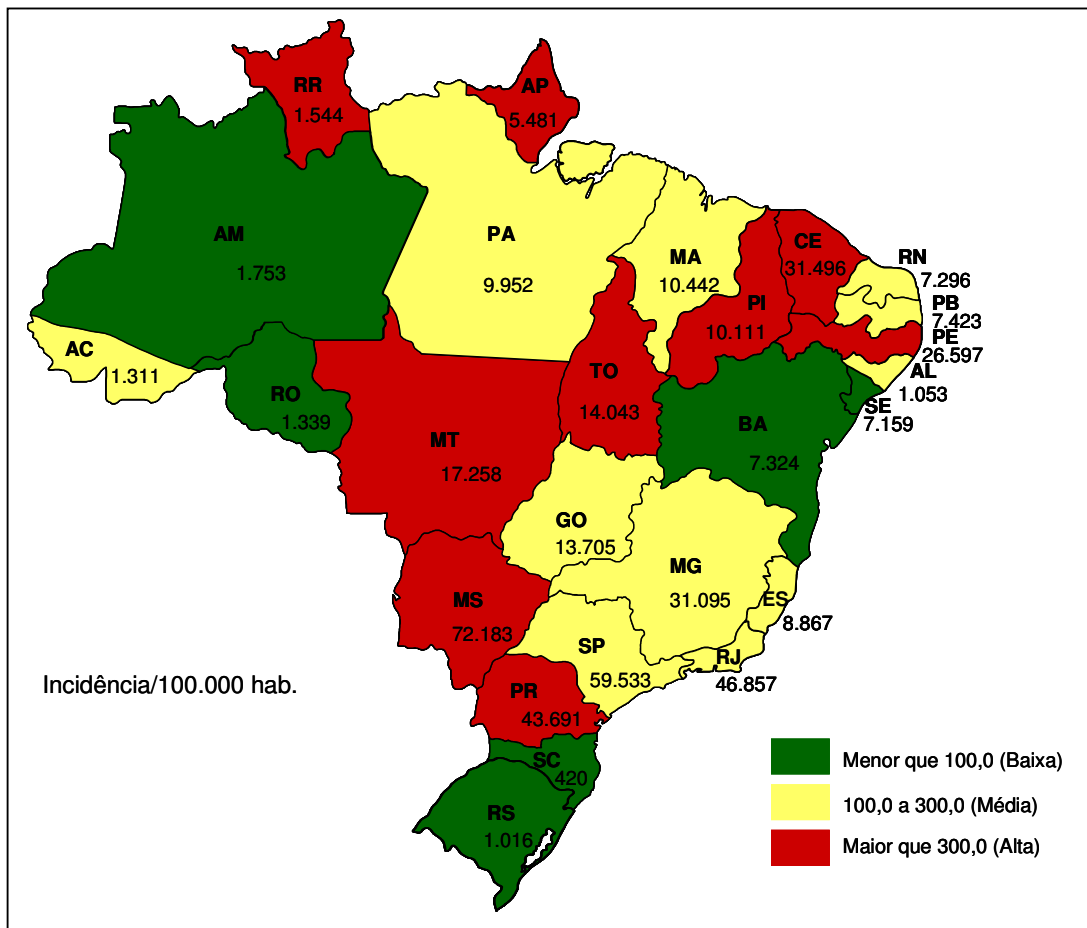 RR
1.544
AP
5.481
AM
1.753
PA
9.952
MA
10.442
CE
31.496
RN
7.296
PI
10.111
PB
7.423
PE
26.597
AC
1.311
RO
1.339
TO
14.043
AL
1.053
SE
7.159
MT
17.258
BA
7.324
GO
13.705
MG
31.095
ES
8.867
MS
72.183
SP
59.533
RJ
46.857
Incidência/100.000 hab.
PR
43.691
SC
420
RS
1.016
Menor que 100,0 (Baixa)
100,0 a 300,0 (Média)
Maior que 300,0 (Alta)